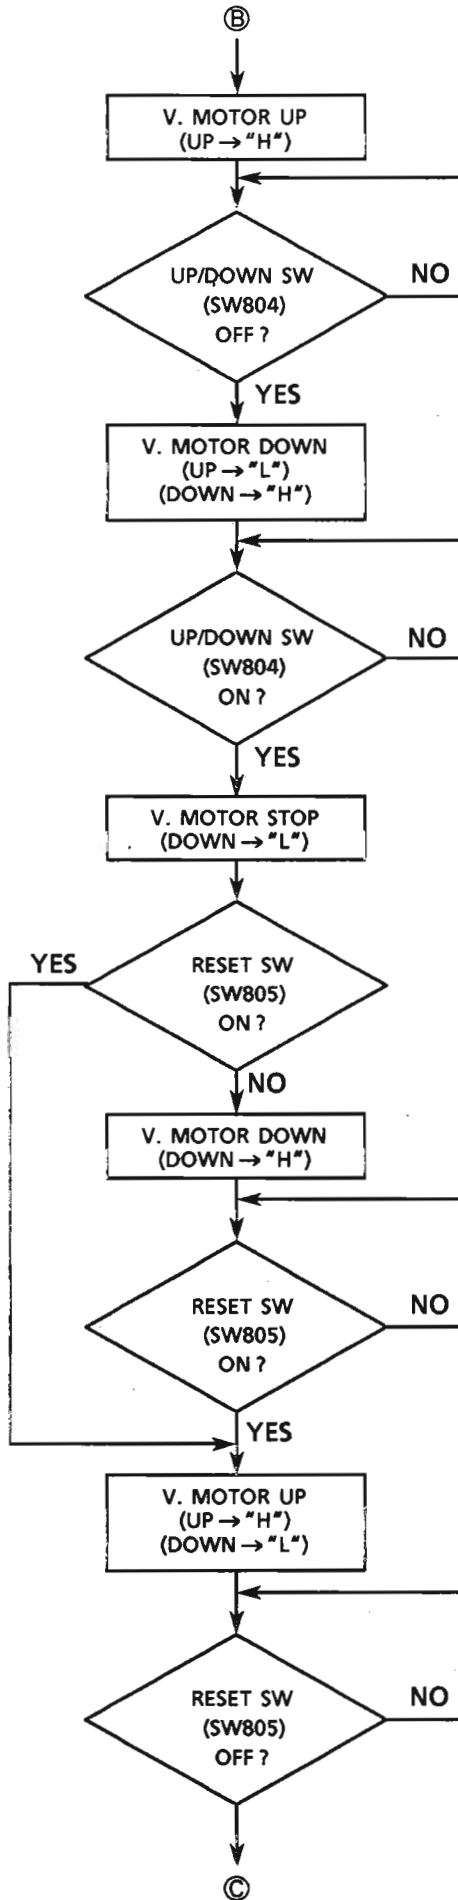 Ⓑ
V. MOTOR UP
(UP → "H")
UP/DOWN SW
(SW804)
OFF ?
NO
YES
V. MOTOR DOWN
(UP → "L")
(DOWN → "H")
UP/DOWN SW
(SW804)
ON ?
NO
YES
V. MOTOR STOP
(DOWN → "L")
YES
RESET SW
(SW805)
ON ?
NO
V. MOTOR DOWN
(DOWN → "H")
RESET SW
(SW805)
ON ?
NO
YES
V. MOTOR UP
(UP → "H")
(DOWN → "L")
RESET SW
(SW805)
OFF ?
NO
Ⓒ